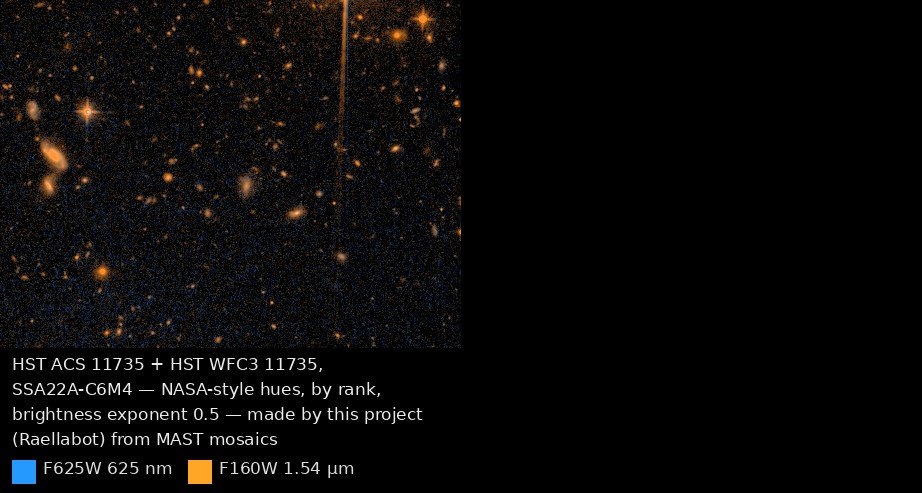 HST ACS 11735 + HST WFC3 11735,
SSA22A-C6M4 — NASA-style hues, by rank,
brightness exponent 0.5 — made by this project
(Raellabot) from MAST mosaics
F625W 625 nm F160W 1.54 µm